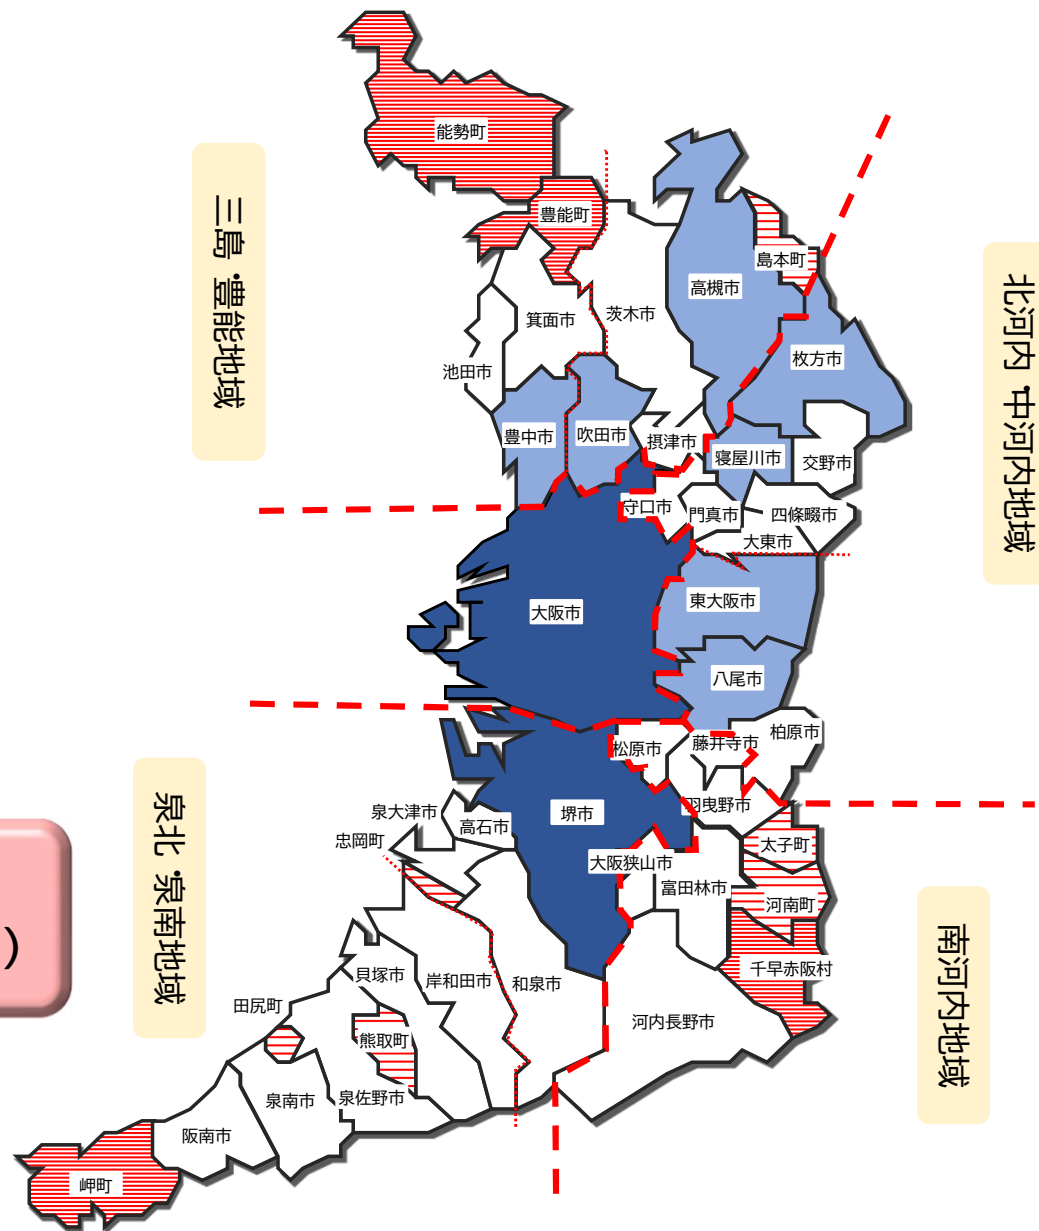 能勢町
豊能町
島本町
三島・豊能地域
高槻市
北河内・中河内地域
茨木市
箕面市
枚方市
池田市
豊中市
吹田市
摂津市
寝屋川市
交野市
守口市
門真市
四條畷市
大東市
大阪市
東大阪市
八尾市
松原市
藤井寺市
柏原市
羽曳野市
泉大津市
高石市
堺市
忠岡町
太子町
泉北・泉南地域
大阪狭山市
富田林市
河南町
)
南河内地域
貝塚市
岸和田市
和泉市
千早赤阪村
田尻町
河内長野市
熊取町
泉南市
泉佐野市
阪南市
岬町